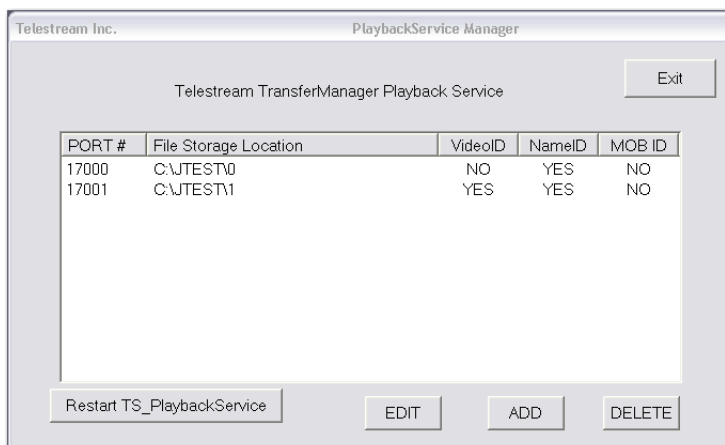 Telestream Inc. PlaybackService Manager
Exit
Telestream TransferManager Playback Service
PORT # File Storage Location VideoID NameID MOB ID
17000 C:\JTEST\0 NO YES NO
17001 C:\JTEST\1 YES YES NO
Restart TS_PlaybackService EDIT ADD DELETE